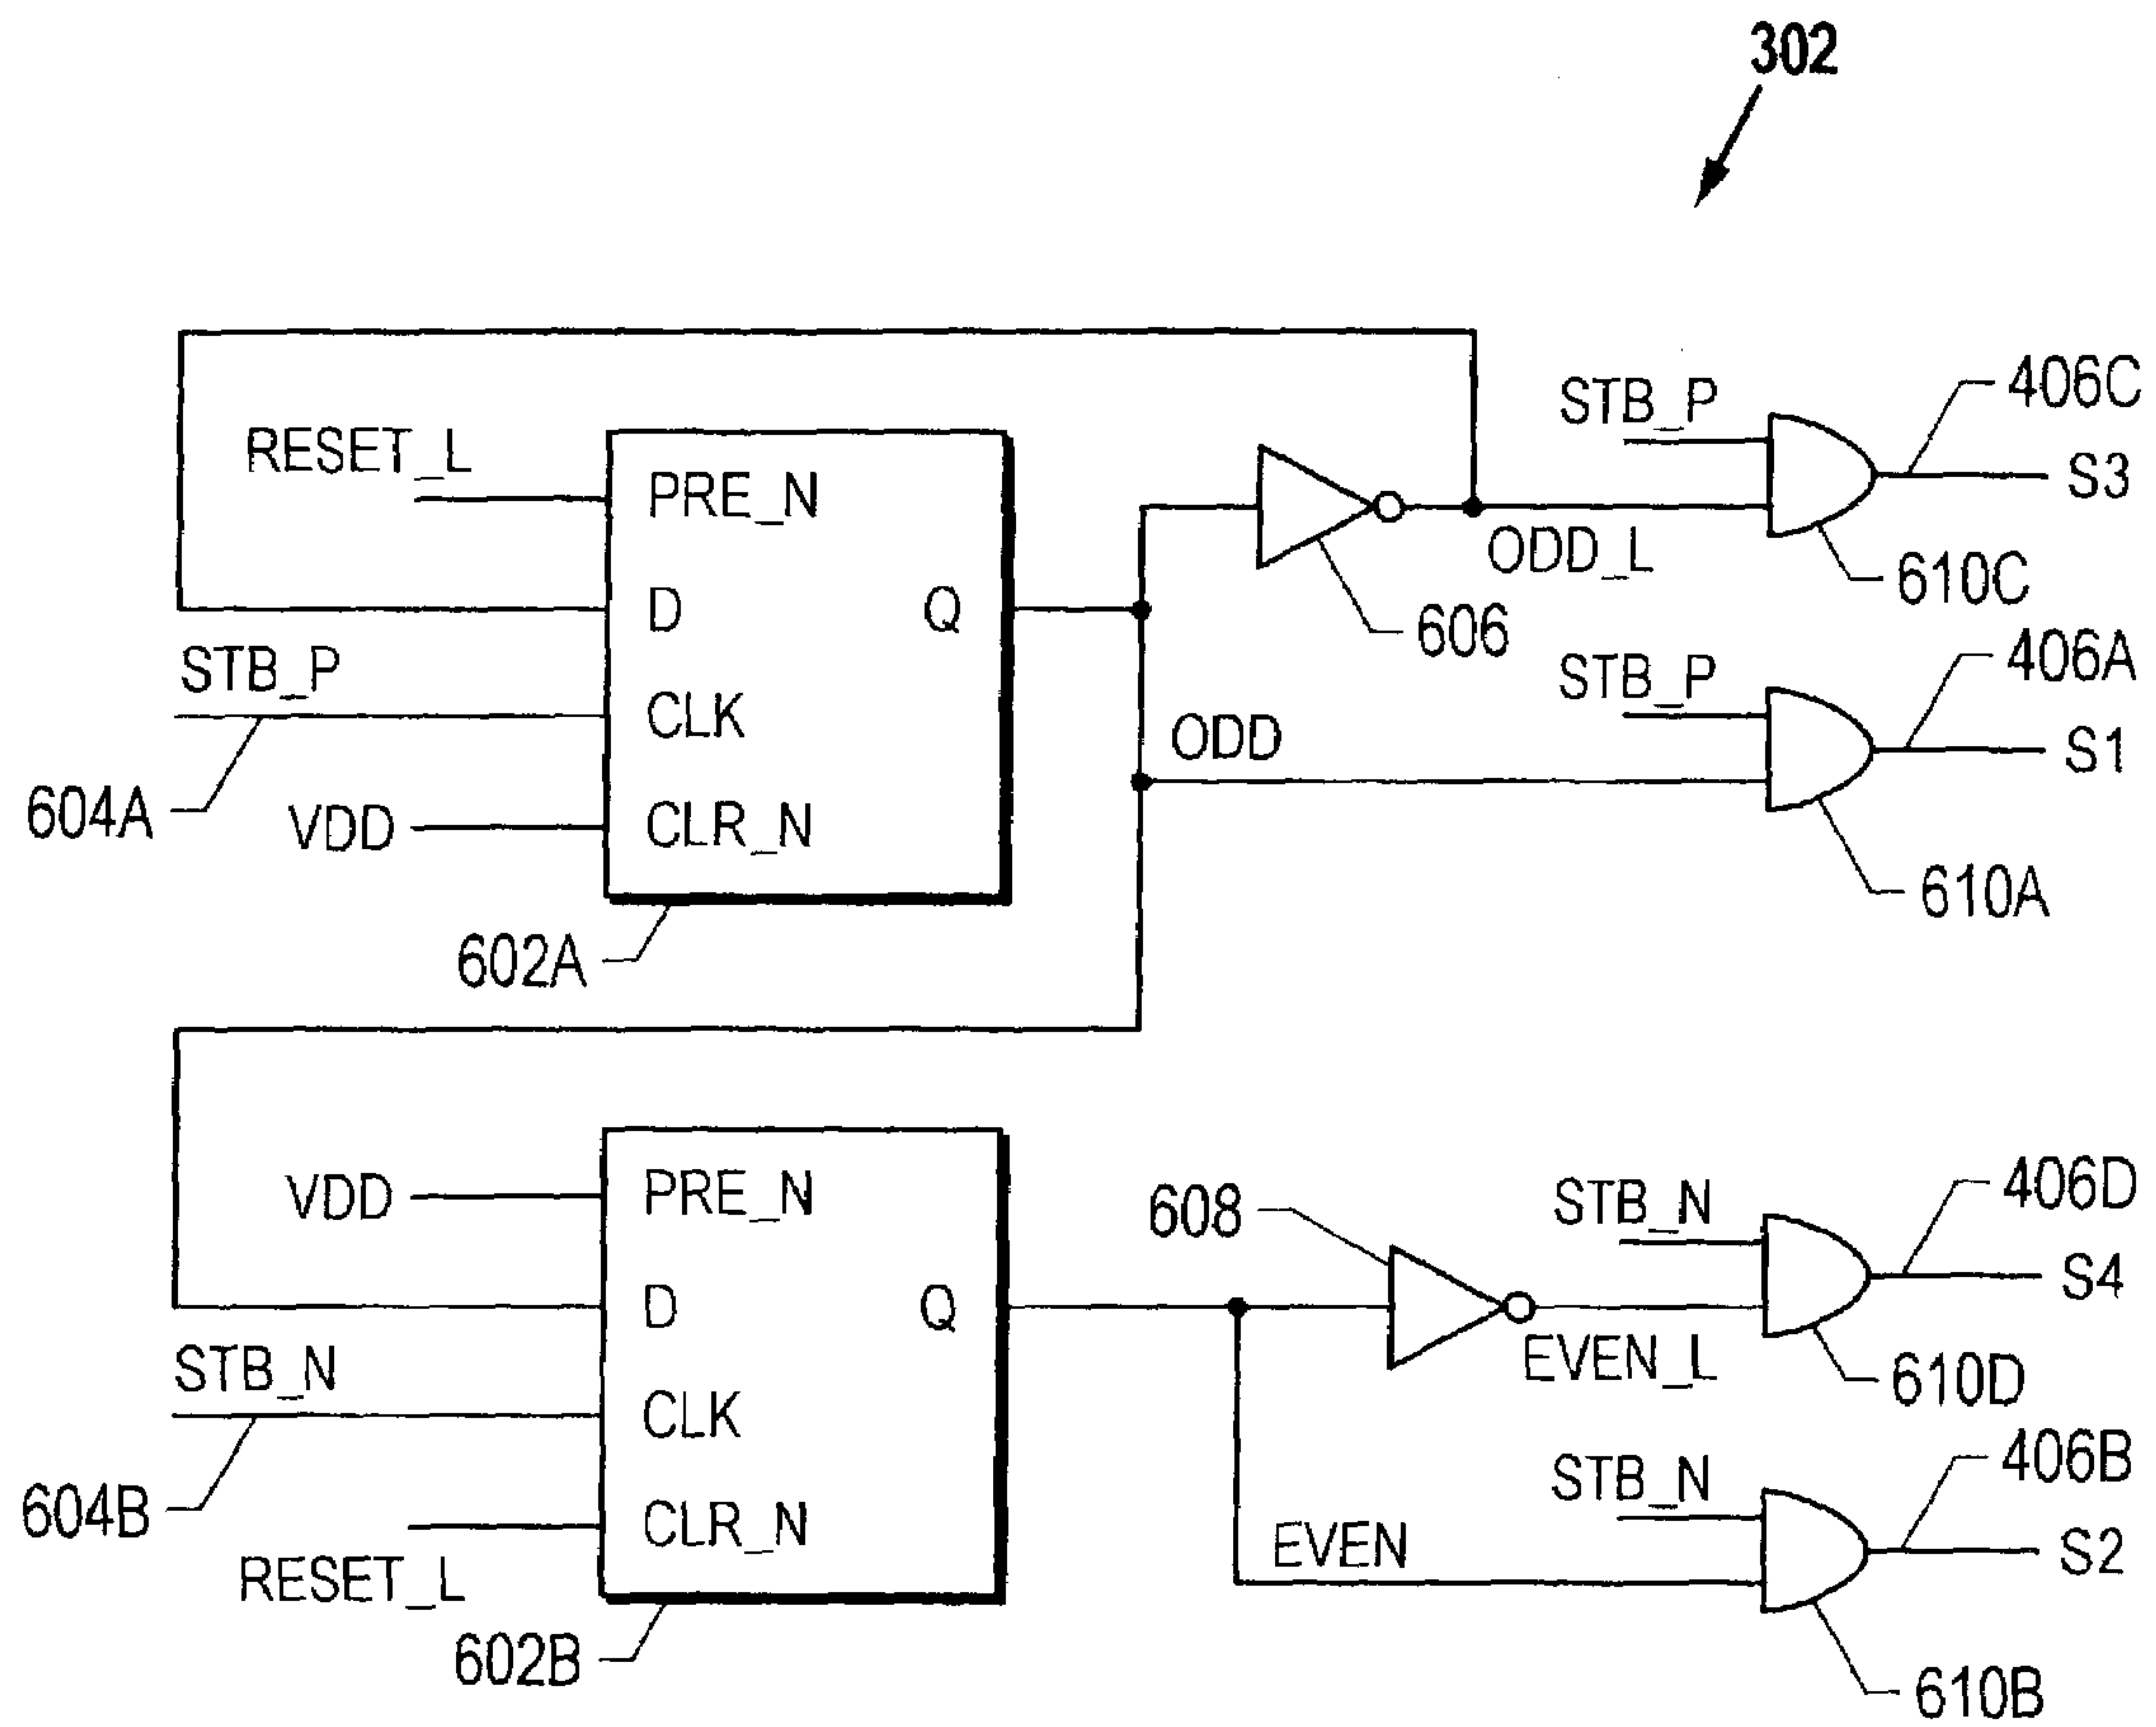 302
STB_P
406C
RESET_L
PRE_N
S3
ODD_L
610C
D
Q
606
STB_P
STB_P
406A
CLK
ODD
S1
604A
VDD
CLR_N
610A
602A
VDD
PRE_N
608
STB_N
406D
D
Q
S4
STB_N
EVEN_L
610D
CLK
STB_N
406B
604B
CLR_N
EVEN
S2
RESET_L
602B
610B